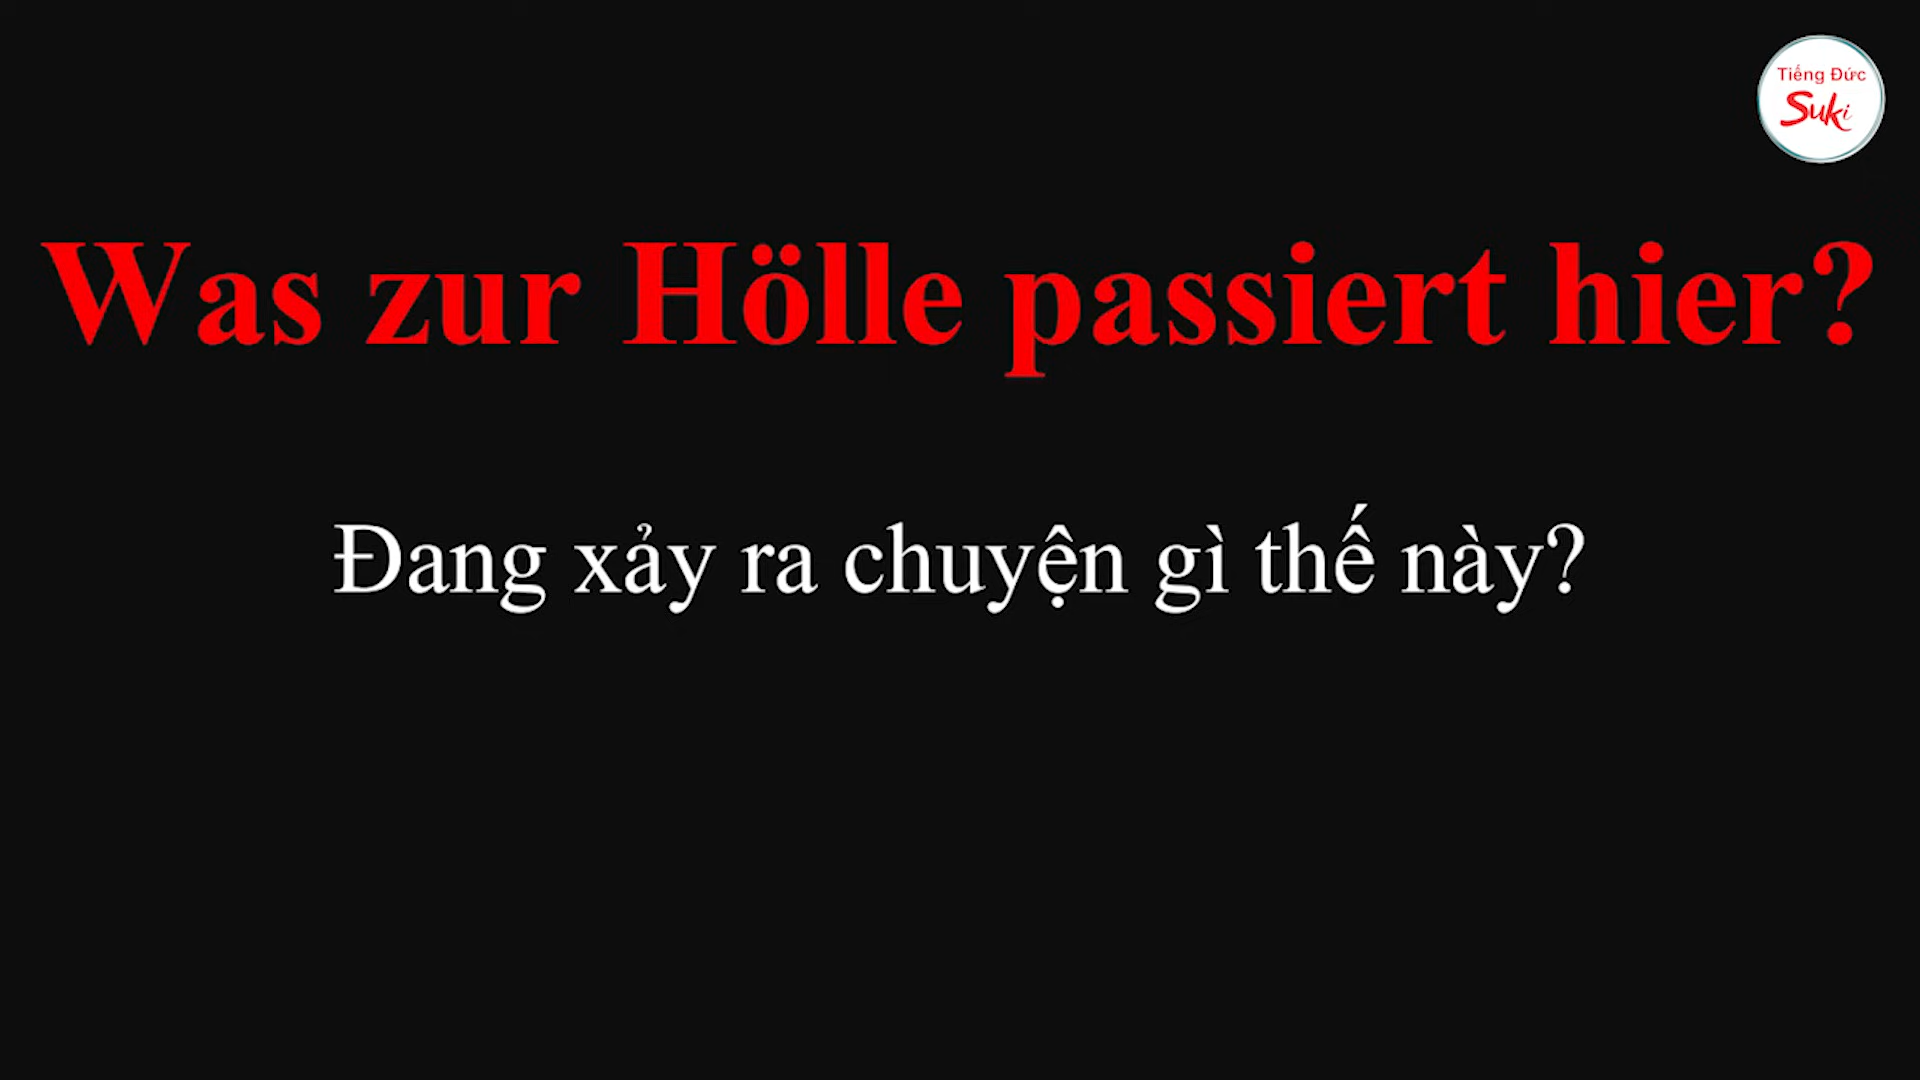 Tiếng Đức
Suki
Was zur Hölle passiert hier?
Đang xảy ra chuyện gì thế này?